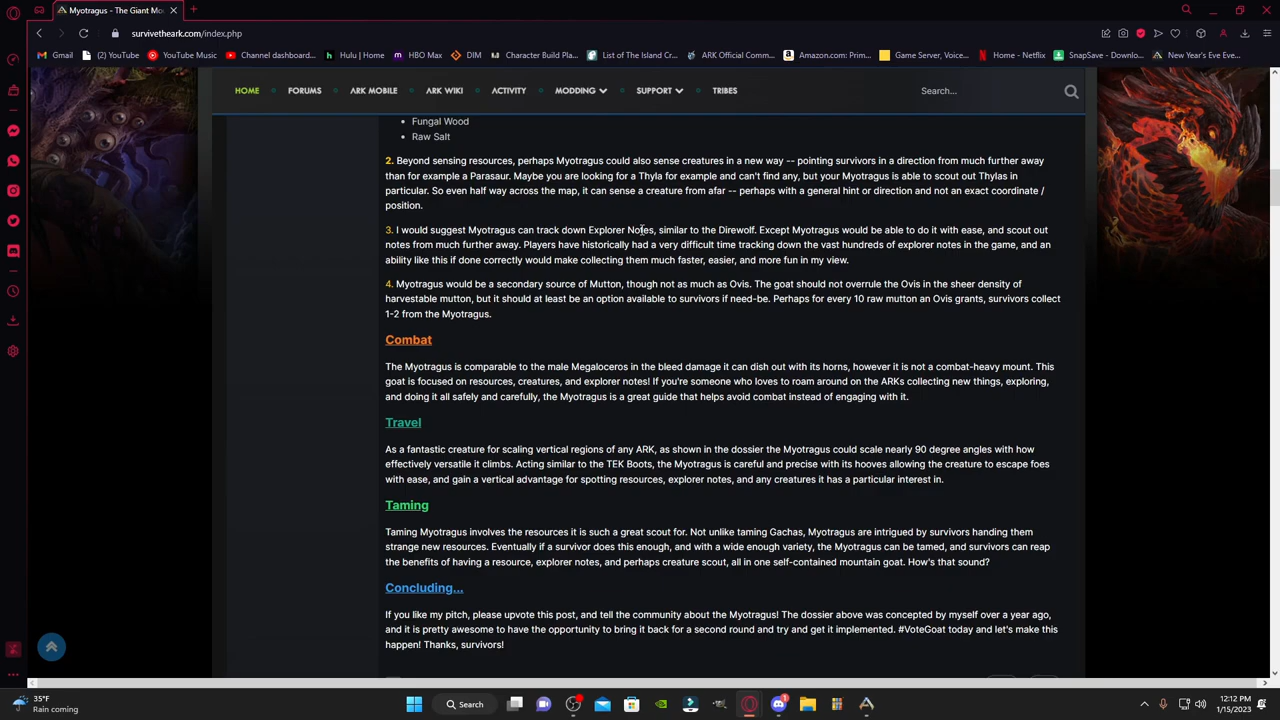 Myotragus - The Giant Mou
survivetheark.com/index.php
Gmail
(2) YouTube
YouTube Music
Channel dashboard...
Hulu | Home
HBO Max
DIM
Character Build Pla...
List of The Island Cr...
ARK Official Comm...
Amazon.com: Prim...
Game Server, Voice...
Home - Netflix
SnapSave - Downlo...
New Year's Eve Eve...
HOME
FORUMS
ARK MOBILE
ARK WIKI
ACTIVITY
MODDING
SUPPORT
TRIBES
Search...
Fungal Wood
Raw Salt
2. Beyond sensing resources, perhaps Myotragus could also sense creatures in a new way -- pointing survivors in a direction from much further away
than for example a Parasaur. Maybe you are looking for a Thyla for example and can't find any, but your Myotragus is able to scout out Thylas in
particular. So even half way across the map, it can sense a creature from afar -- perhaps with a general hint or direction and not an exact coordinate /
position.
3. I would suggest Myotragus can track down Explorer Notes, similar to the Direwolf. Except Myotragus would be able to do it with ease, and scout out
notes from much further away. Players have historically had a very difficult time tracking down the vast hundreds of explorer notes in the game, and an
ability like this if done correctly would make collecting them much faster, easier, and more fun in my view.
4. Myotragus would be a secondary source of Mutton, though not as much as Ovis. The goat should not overrule the Ovis in the sheer density of
harvestable mutton, but it should at least be an option available to survivors if need-be. Perhaps for every 10 raw mutton an Ovis grants, survivors collect
1-2 from the Myotragus.
Combat
The Myotragus is comparable to the male Megaloceros in the bleed damage it can dish out with its horns, however it is not a combat-heavy mount. This
goat is focused on resources, creatures, and explorer notes! If you're someone who loves to roam around on the ARKs collecting new things, exploring,
and doing it all safely and carefully, the Myotragus is a great guide that helps avoid combat instead of engaging with it.
Travel
As a fantastic creature for scaling vertical regions of any ARK, as shown in the dossier the Myotragus could scale nearly 90 degree angles with how
effectively versatile it climbs. Acting similar to the TEK Boots, the Myotragus is careful and precise with its hooves allowing the creature to escape foes
with ease, and gain a vertical advantage for spotting resources, explorer notes, and any creatures it has a particular interest in.
Taming
Taming Myotragus involves the resources it is such a great scout for. Not unlike taming Gachas, Myotragus are intrigued by survivors handing them
strange new resources. Eventually if a survivor does this enough, and with a wide enough variety, the Myotragus can be tamed, and survivors can reap
the benefits of having a resource, explorer notes, and perhaps creature scout, all in one self-contained mountain goat. How's that sound?
Concluding...
If you like my pitch, please upvote this post, and tell the community about the Myotragus! The dossier above was concepted by myself over a year ago,
and it is pretty awesome to have the opportunity to bring it back for a second round and try and get it implemented. #VoteGoat today and let's make this
happen! Thanks, survivors!
35°F
Rain coming
Search
1
12:12 PM
1/15/2023